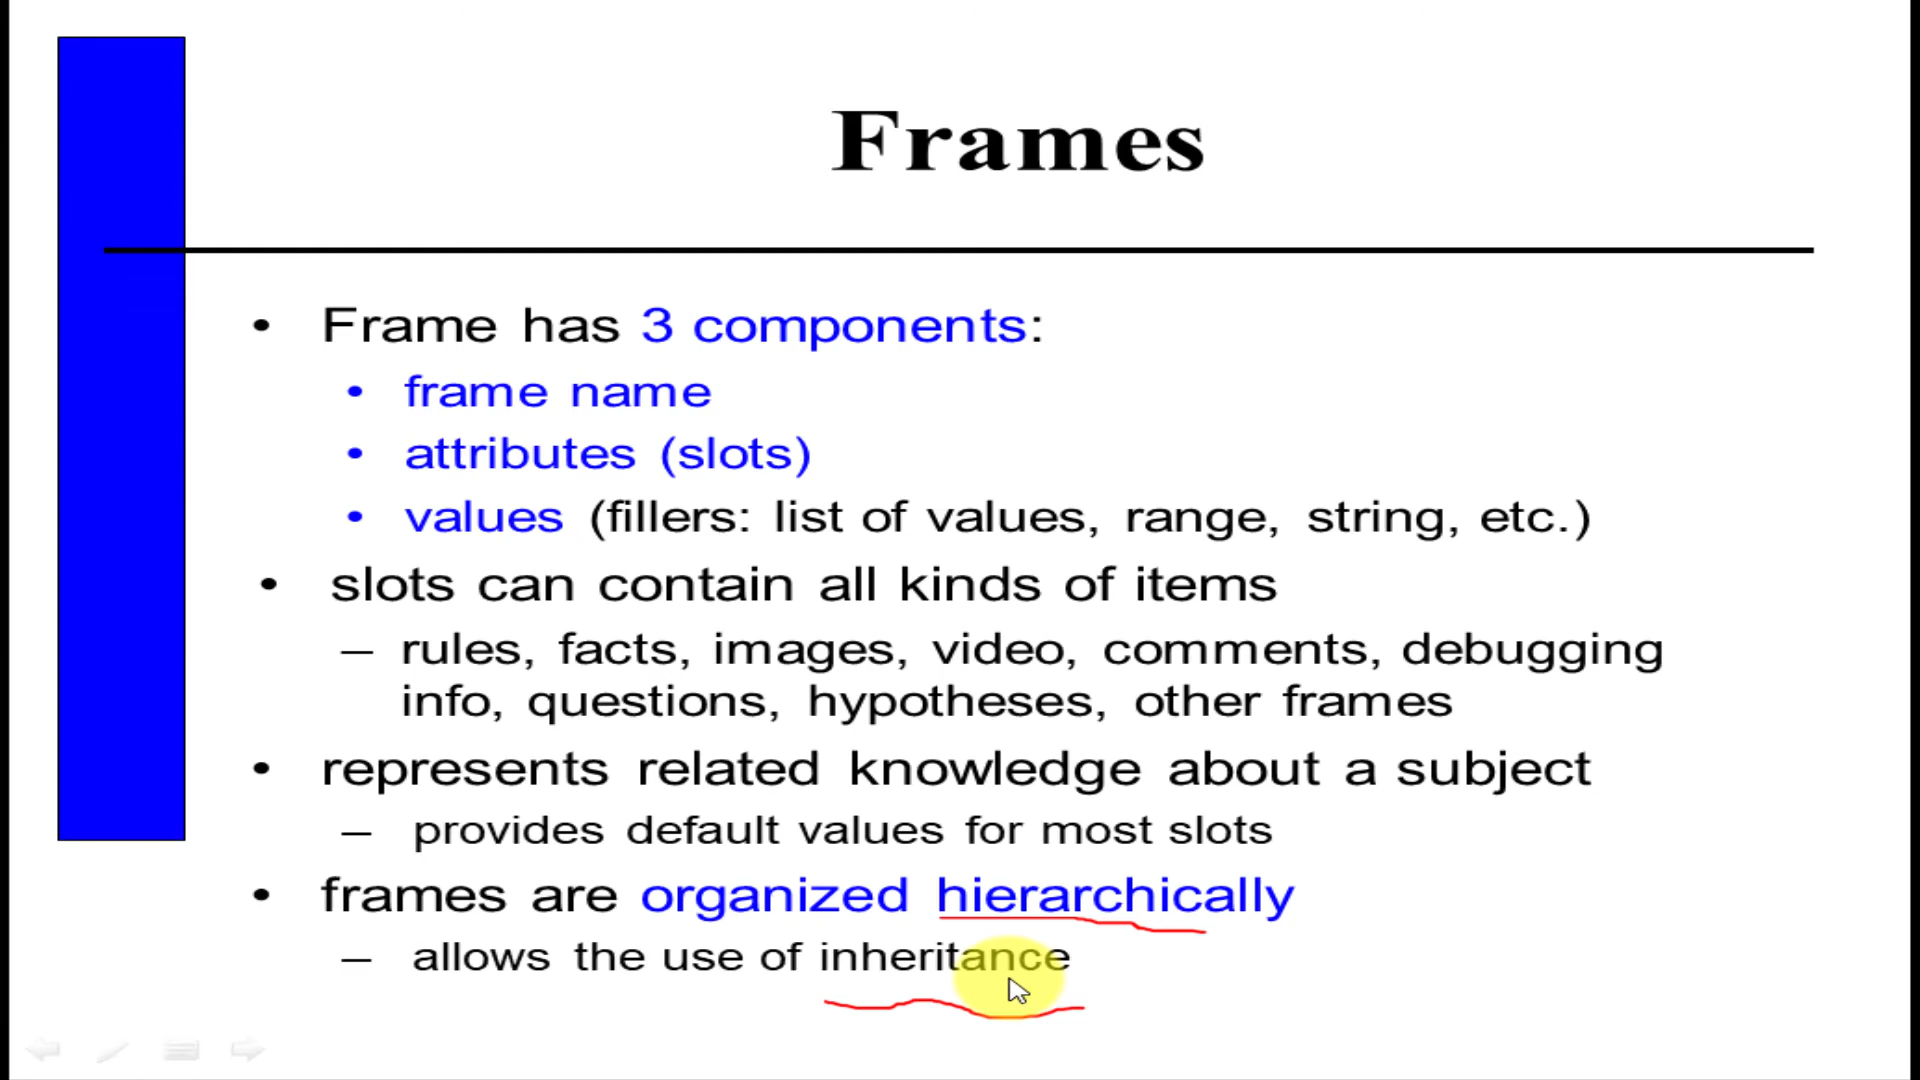 Frames
• Frame has 3 components:
• frame name
• attributes (slots)
• values (fillers: list of values, range, string, etc.)
• slots can contain all kinds of items
– rules, facts, images, video, comments, debugging
info, questions, hypotheses, other frames
• represents related knowledge about a subject
– provides default values for most slots
• frames are organized hierarchically
– allows the use of inheritance